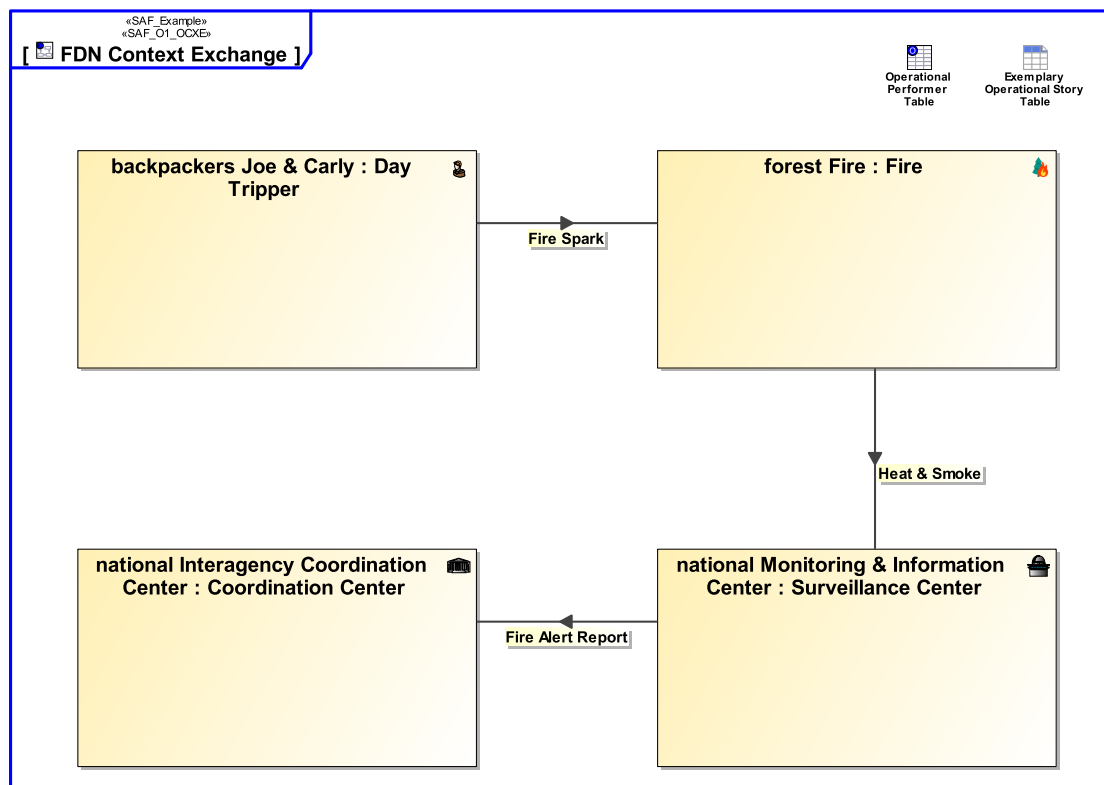 «SAF_Example»
«SAF_O1_OCXE»
[ FDN Context Exchange ]
Operational
Performer
Table
Exemplary
Operational Story
Table
backpackers Joe & Carly : Day
Tripper
forest Fire : Fire
Fire Spark
Heat & Smoke
national Interagency Coordination
Center : Coordination Center
national Monitoring & Information
Center : Surveillance Center
Fire Alert Report